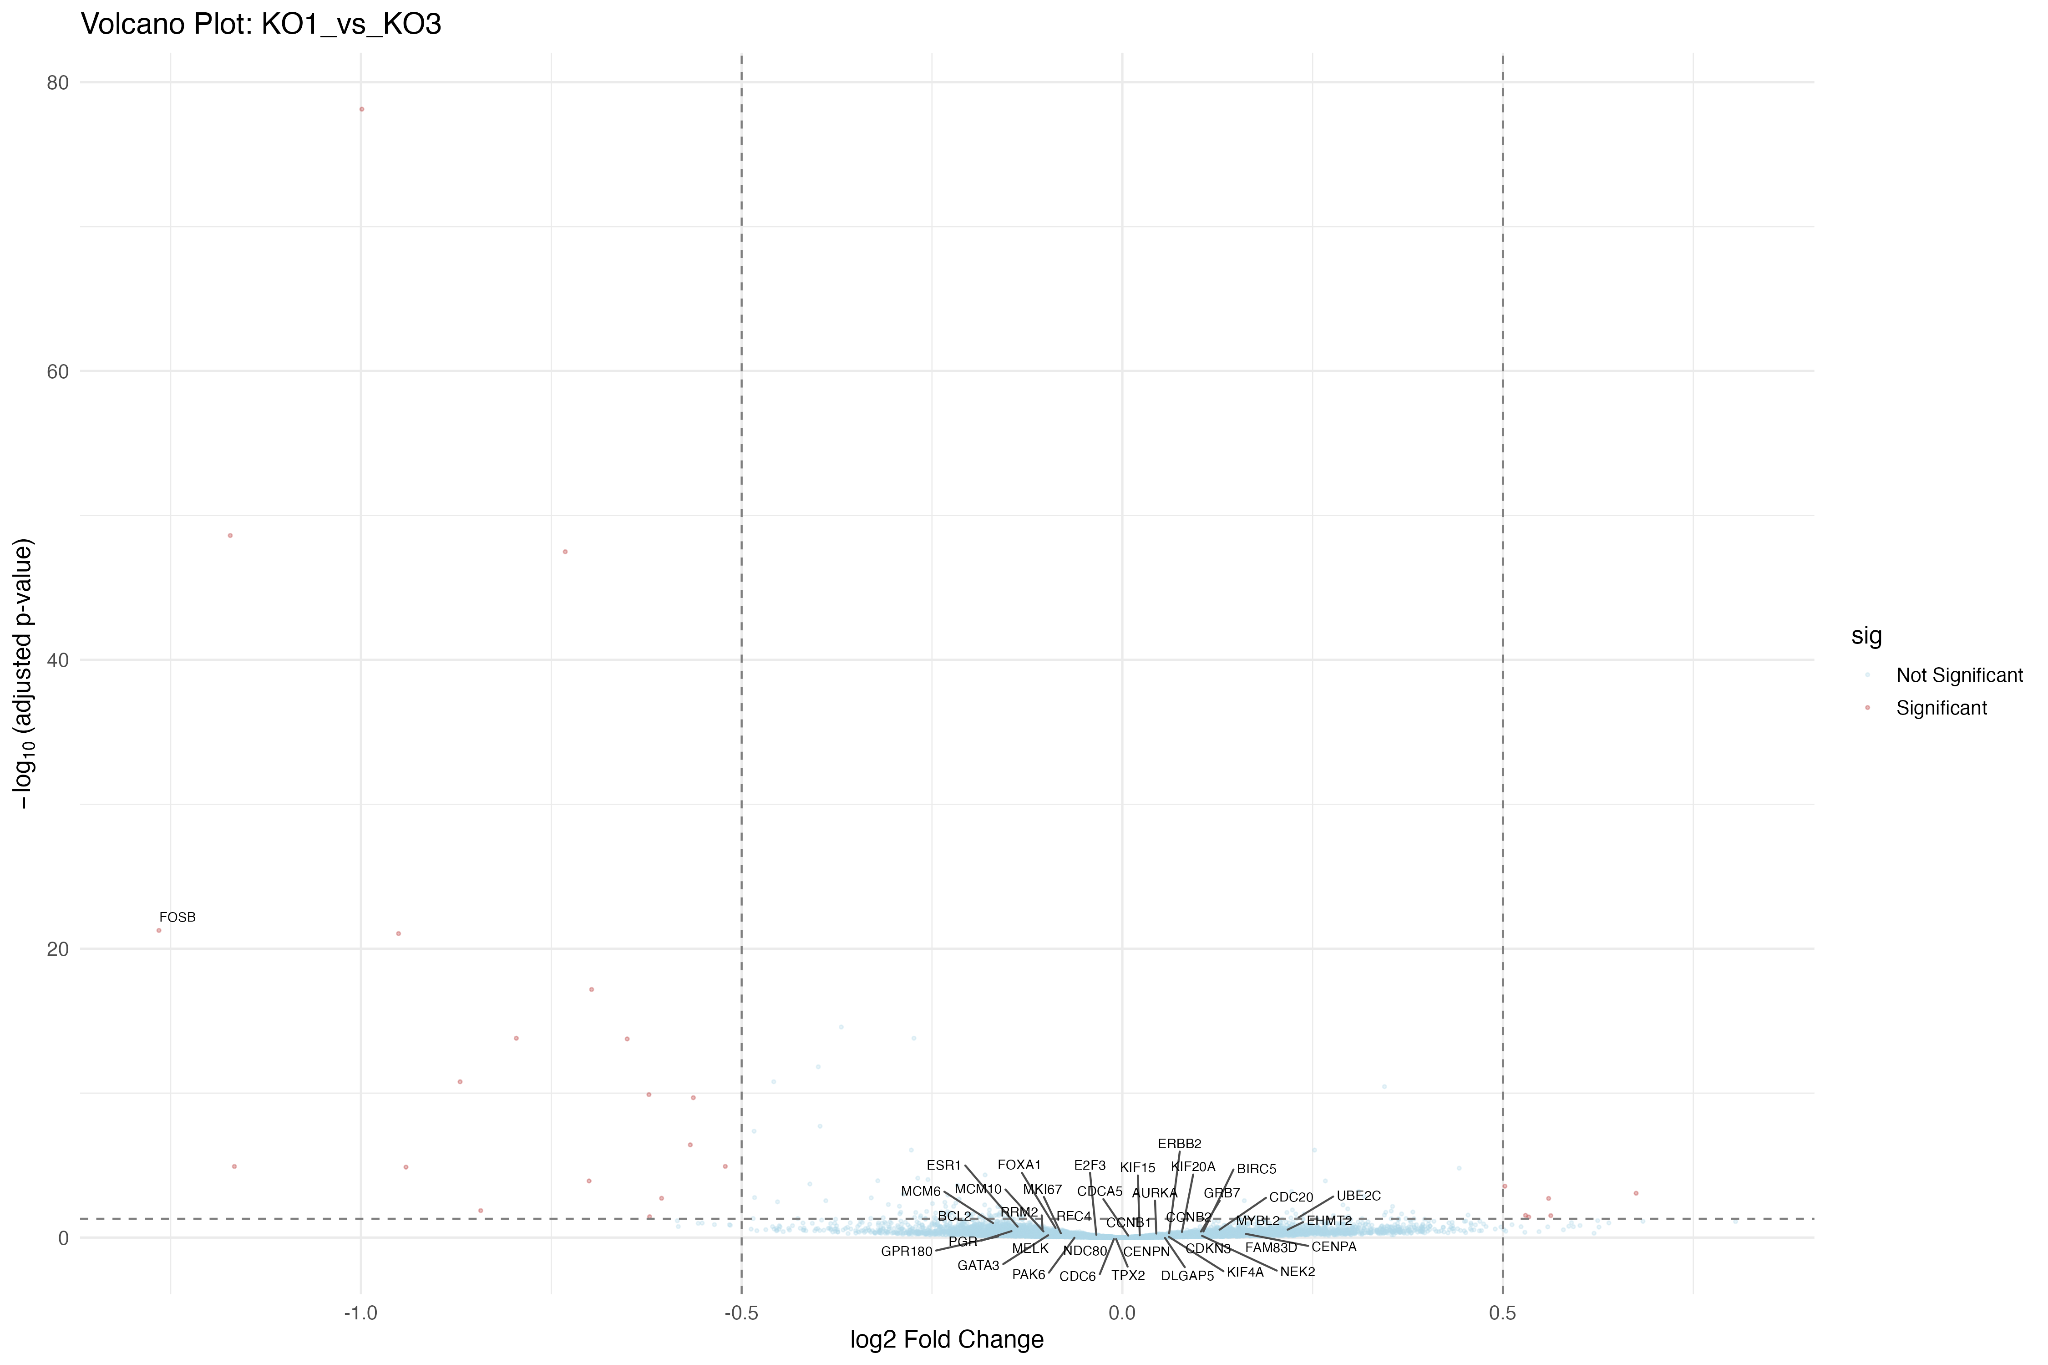 Volcano Plot: KO1_vs_KO3
80
60
40
20
0
−log10 (adjusted p-value)
FOSB
ERBB2
ESR1 FOXA1 E2F3 KIF15 KIF20A BIRC5
MCM6 MCM10 MKI67 CDCA5 AURKA GRB7 CDC20 UBE2C
BCL2 RRM2 RFC4 CCNB1 CCNB2 MYBL2 EHMT2
GPR180 PGR MELK NDC80 CENPN CDKN3 FAM83D CENPA
GATA3 PAK6 CDC6 TPX2 DLGAP5 KIF4A NEK2
-1.0 -0.5 0.0 0.5
log2 Fold Change
sig
Not Significant
Significant